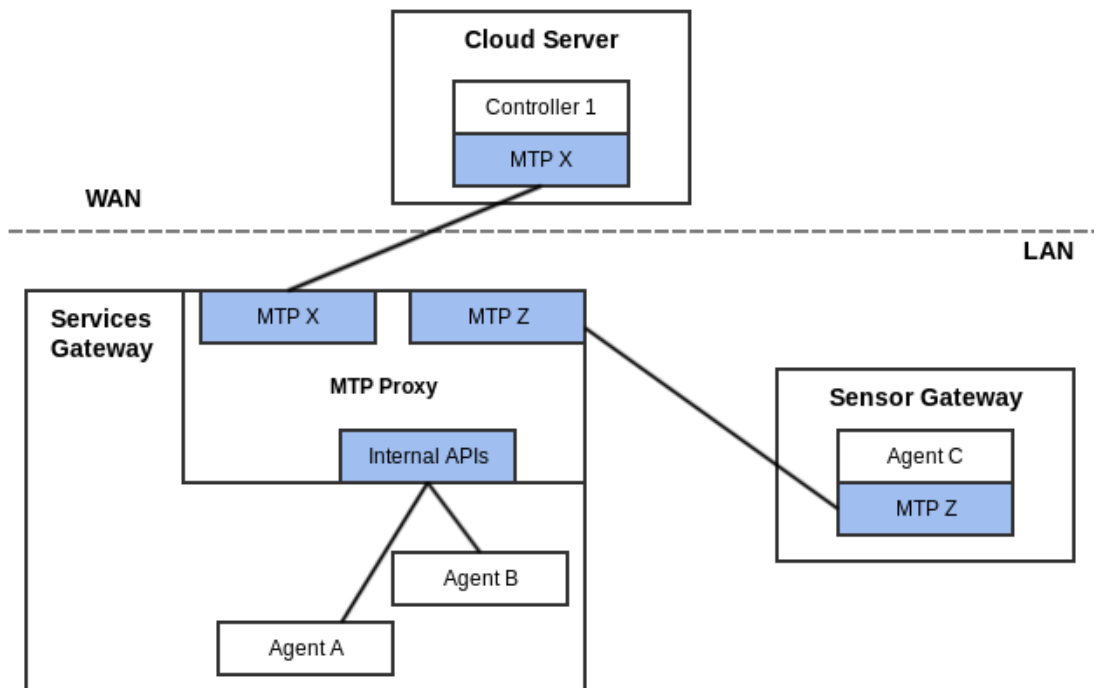 Cloud Server
Controller 1
MTP X
WAN
LAN
Services
Gateway
MTP X
MTP Z
MTP Proxy
Internal APIs
Agent B
Agent A
Sensor Gateway
Agent C
MTP Z